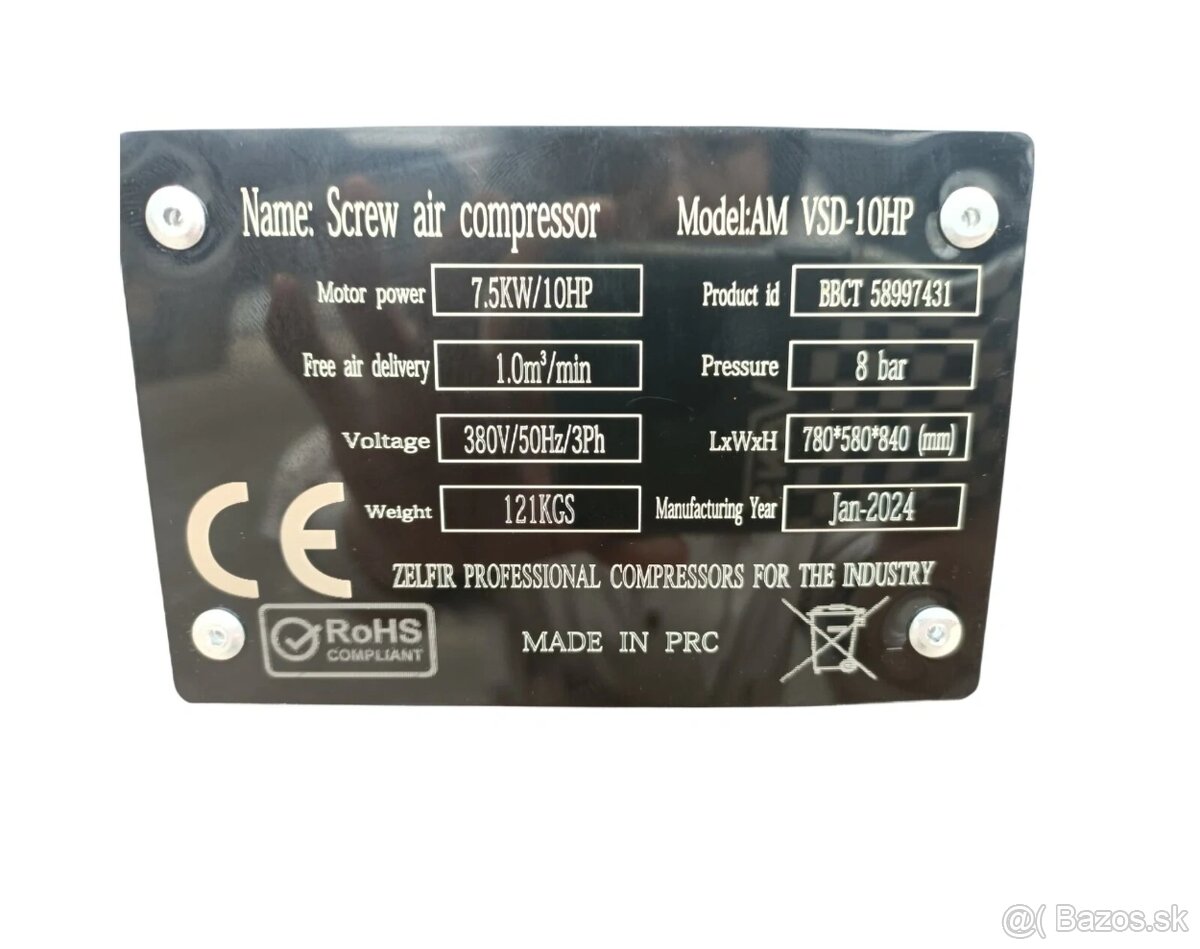 Name: Screw air compressor Model:AM VSD-10HP
Motor power 7.5KW/10HP Product id BBCT 58997431
Free air delivery 1.0m³/min Pressure 8 bar
Voltage 380V/50Hz/3Ph LxWxH 780*580*840 (mm)
Weight 121KGS Manufacturing Year Jan-2024
CE
ZELFIR PROFESSIONAL COMPRESSORS FOR THE INDUSTRY
RoHS
COMPLIANT
MADE IN PRC
@( Bazos.sk